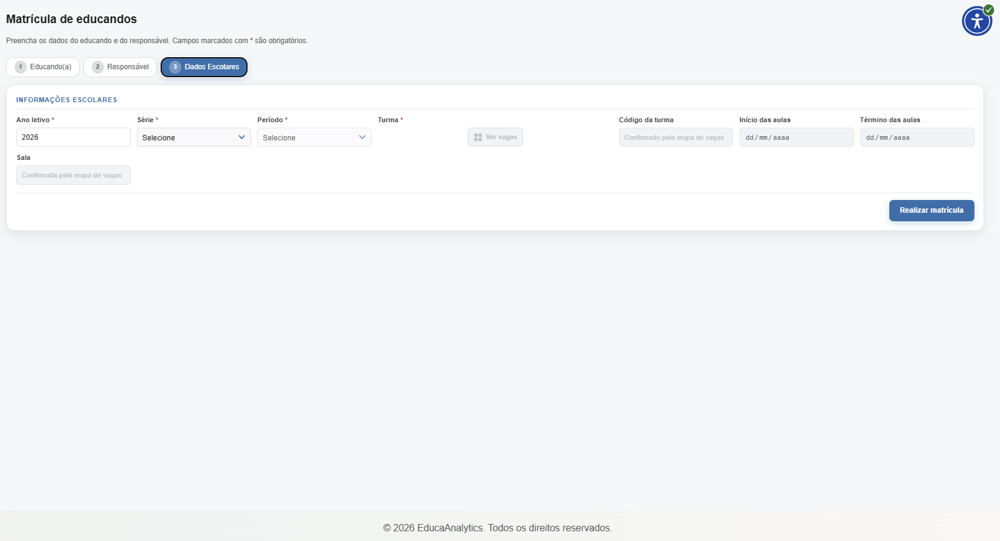 Matrícula de educandos
Preencha os dados do educando e do responsável. Campos marcados com * são obrigatórios.
1 Educando(a) 2 Responsável 3 Dados Escolares
INFORMAÇÕES ESCOLARES
Ano letivo * Série * Período * Turma * Código da turma Início das aulas Término das aulas
2026 Selecione Selecione Ver vagas Confirmado pelo mapa de vagas dd/mm/aaaa dd/mm/aaaa
Sala
Confirmada pelo mapa de vagas
Realizar matrícula
© 2026 EducaAnalytics. Todos os direitos reservados.